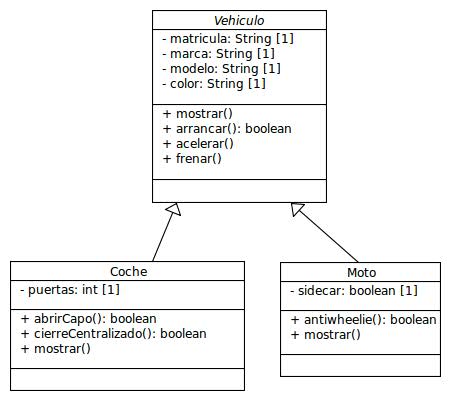 Vehiculo
- matricula: String [1]
- marca: String [1]
- modelo: String [1]
- color: String [1]
+ mostrar()
+ arrancar(): boolean
+ acelerar()
+ frenar()
Coche
- puertas: int [1]
+ abrirCapo(): boolean
+ cierreCentralizado(): boolean
+ mostrar()
Moto
- sidecar: boolean [1]
+ antiwheelie(): boolean
+ mostrar()